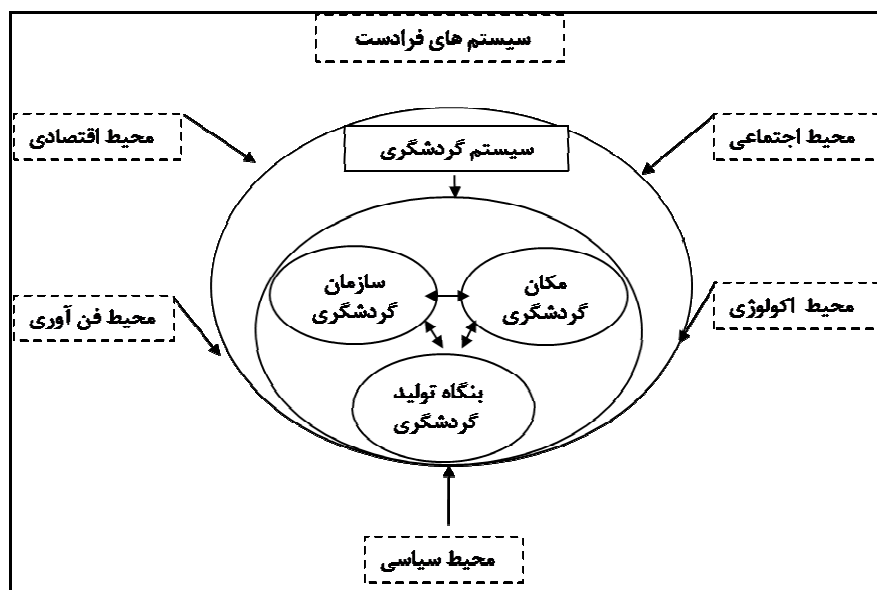 سیستم های فرادست
محیط اجتماعی
محیط اقتصادی
سیستم گردشگری
مکان
گردشگری
سازمان
گردشگری
محیط اکولوژی
محیط فن آوری
بنگاه تولید
گردشگری
محیط سیاسی